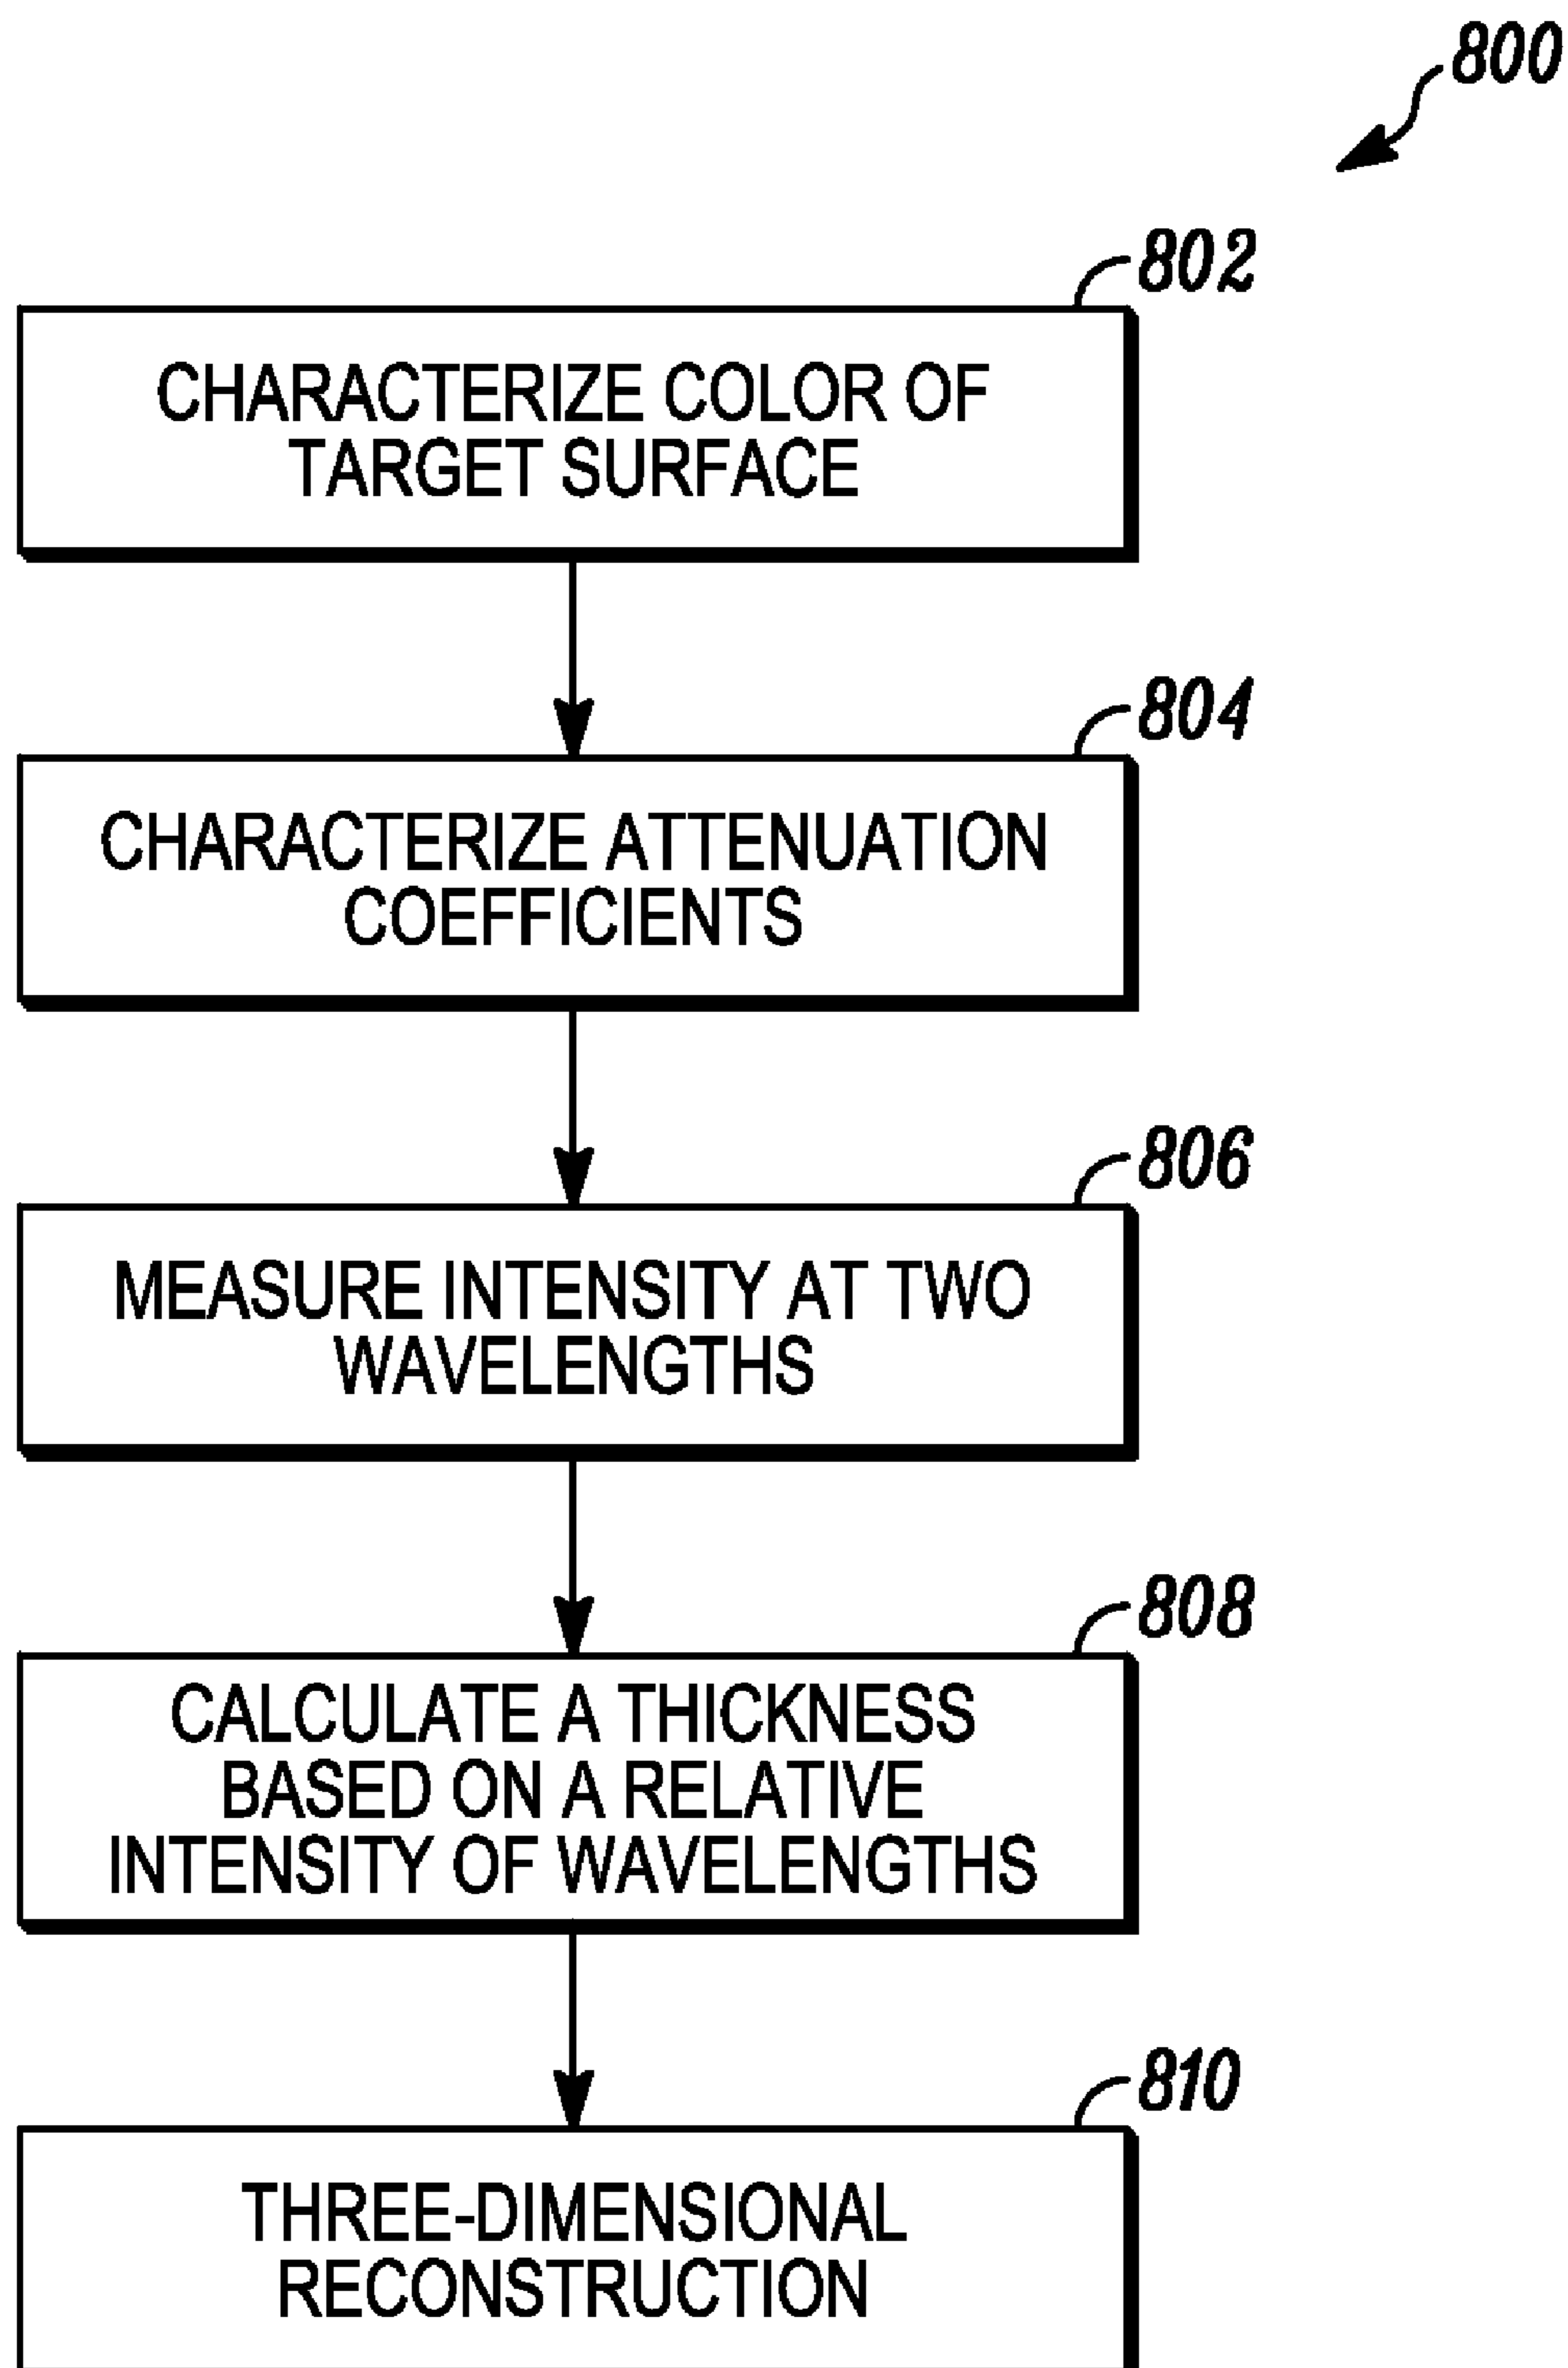 800
802
CHARACTERIZE COLOR OF
TARGET SURFACE
804
CHARACTERIZE ATTENUATION
COEFFICIENTS
806
MEASURE INTENSITY AT TWO
WAVELENGTHS
808
CALCULATE A THICKNESS
BASED ON A RELATIVE
INTENSITY OF WAVELENGTHS
810
THREE-DIMENSIONAL
RECONSTRUCTION